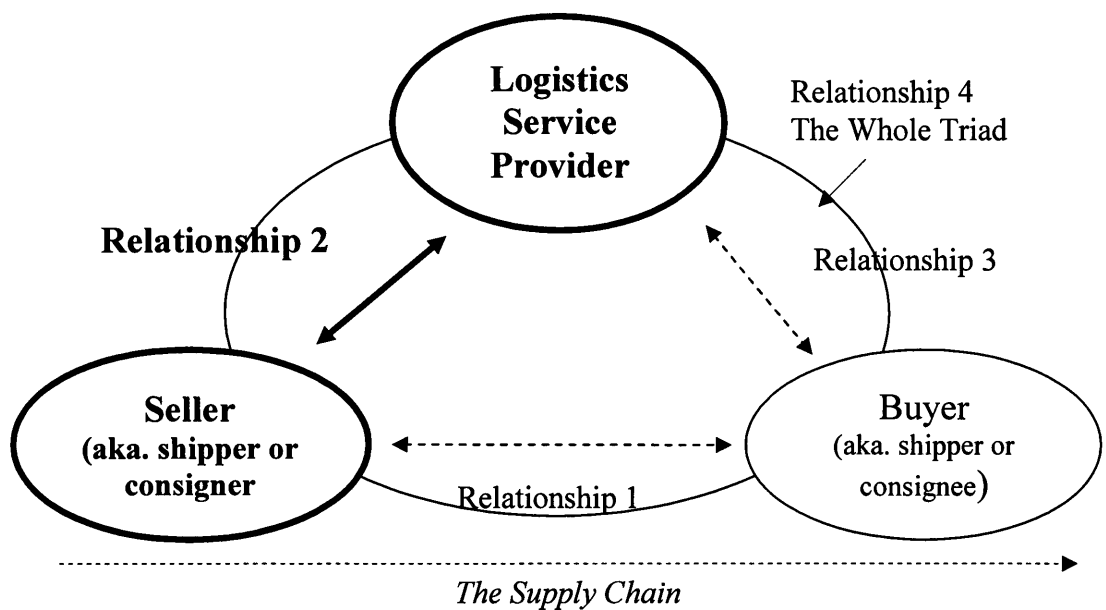 Logistics
Service
Provider
Relationship 4
The Whole Triad
Relationship 2
Relationship 3
Seller
(aka. shipper or
consigner
Buyer
(aka. shipper or
consignee)
Relationship 1
The Supply Chain